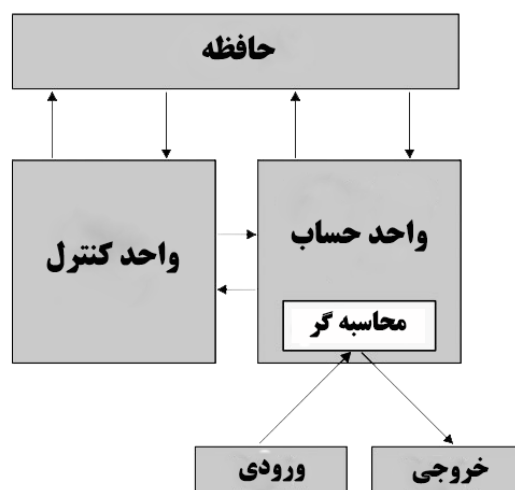 حافظه
واحد حساب
واحد کنترل
محاسبه گر
خروجی
ورودی